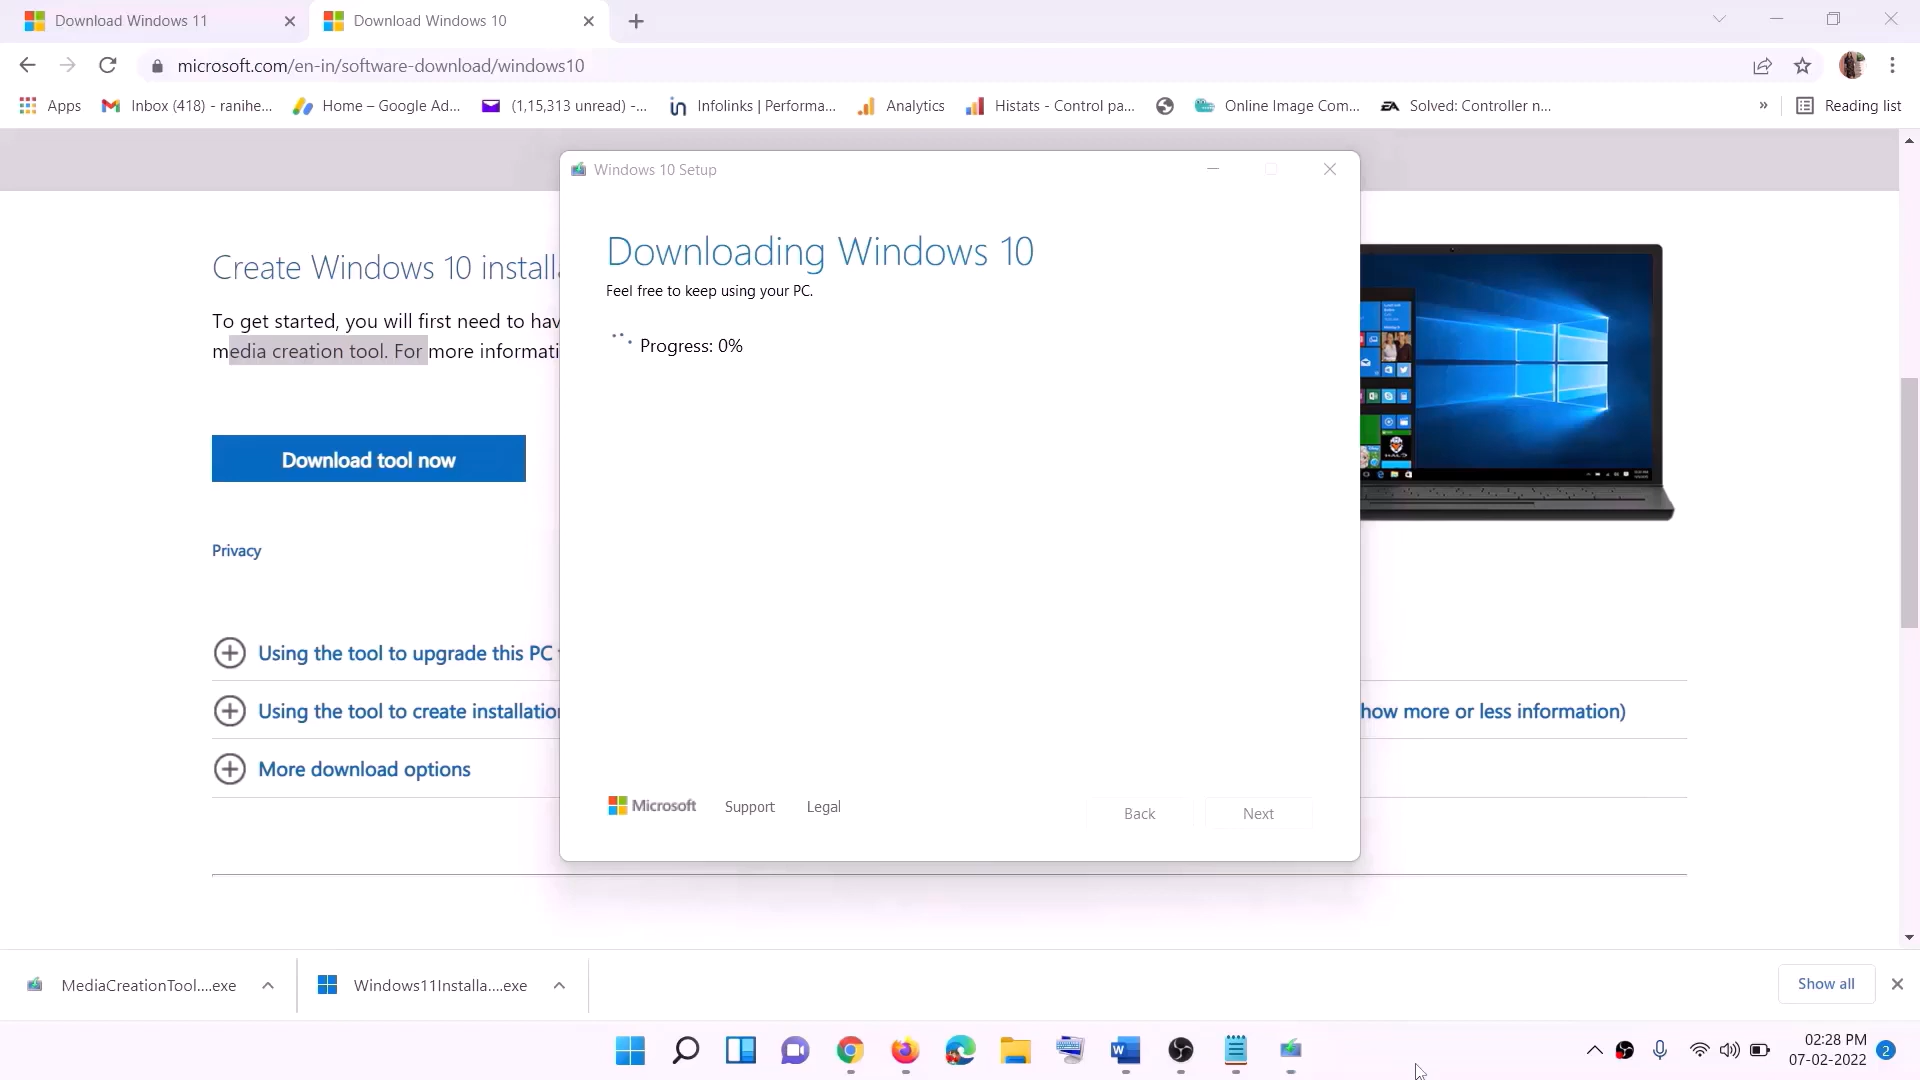 Download Windows 11
Download Windows 10
microsoft.com/en-in/software-download/windows10
Apps
Inbox (418) - ranihe...
Home – Google Ad...
(1,15,313 unread) -...
Infolinks | Performa...
Analytics
Histats - Control pa...
Online Image Com...
Solved: Controller n...
»
Reading list
Windows 10 Setup
Downloading Windows 10
Feel free to keep using your PC.
Progress: 0%
Create Windows 10 install
To get started, you will first need to hav
media creation tool. For more informati
Download tool now
Privacy
Using the tool to upgrade this PC
Using the tool to create installation
how more or less information)
More download options
Microsoft
Support
Legal
Back
Next
MediaCreationTool....exe
Windows11Installa....exe
Show all
02:28 PM
07-02-2022
2